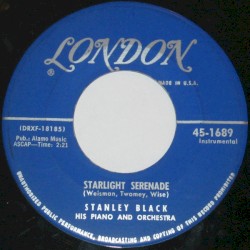 LONDON
MADE IN U.S.A.
(DRXF-18185)
Pub.: Alamo Music
ASCAP—Time: 2:21
45-1689
Instrumental
STARLIGHT SERENADE
(Weisman, Twomey, Wise)
STANLEY BLACK
HIS PIANO AND ORCHESTRA
UNAUTHORISED PUBLIC PERFORMANCE, BROADCASTING AND COPYING OF THIS RECORD PROHIBITED